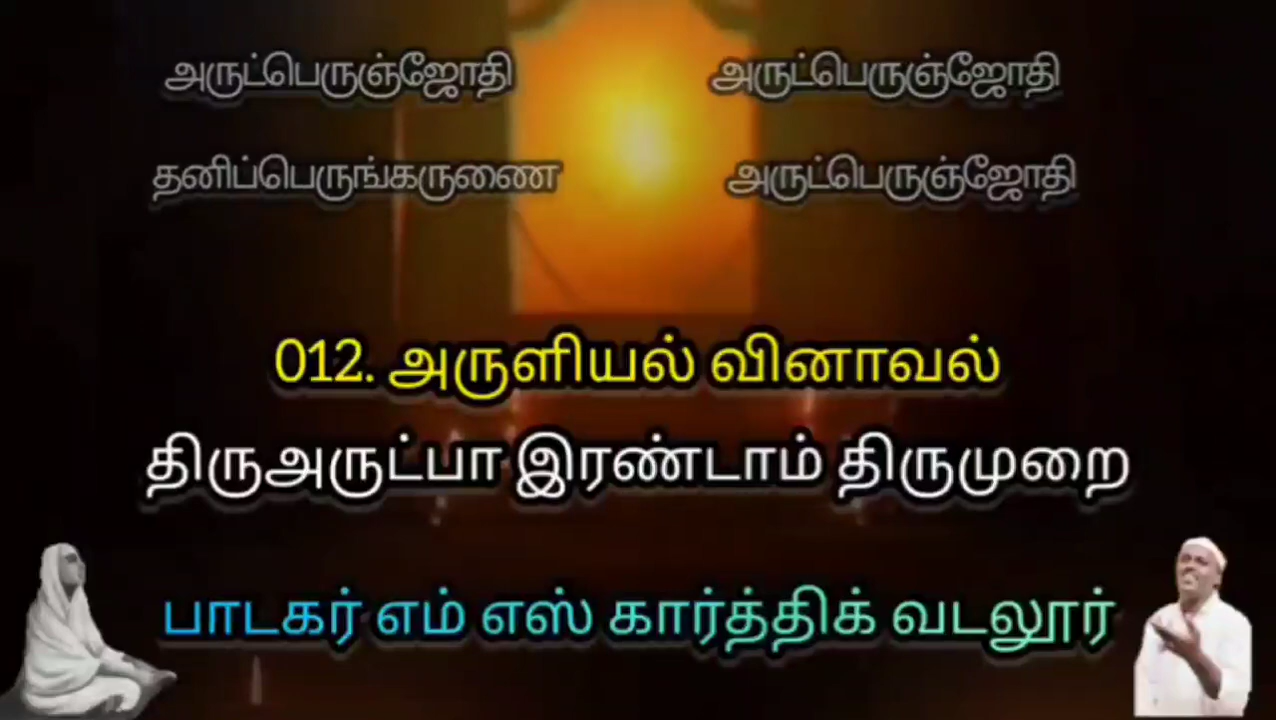 அருட்பெருஞ்ஜோதி அருட்பெருஞ்ஜோதி
தனிப்பெருங்கருணை அருட்பெருஞ்ஜோதி
012. அருளியல் வினாவல்
திருஅருட்பா இரண்டாம் திருமுறை
பாடகர் எம் எஸ் கார்த்திக் வடலூர்